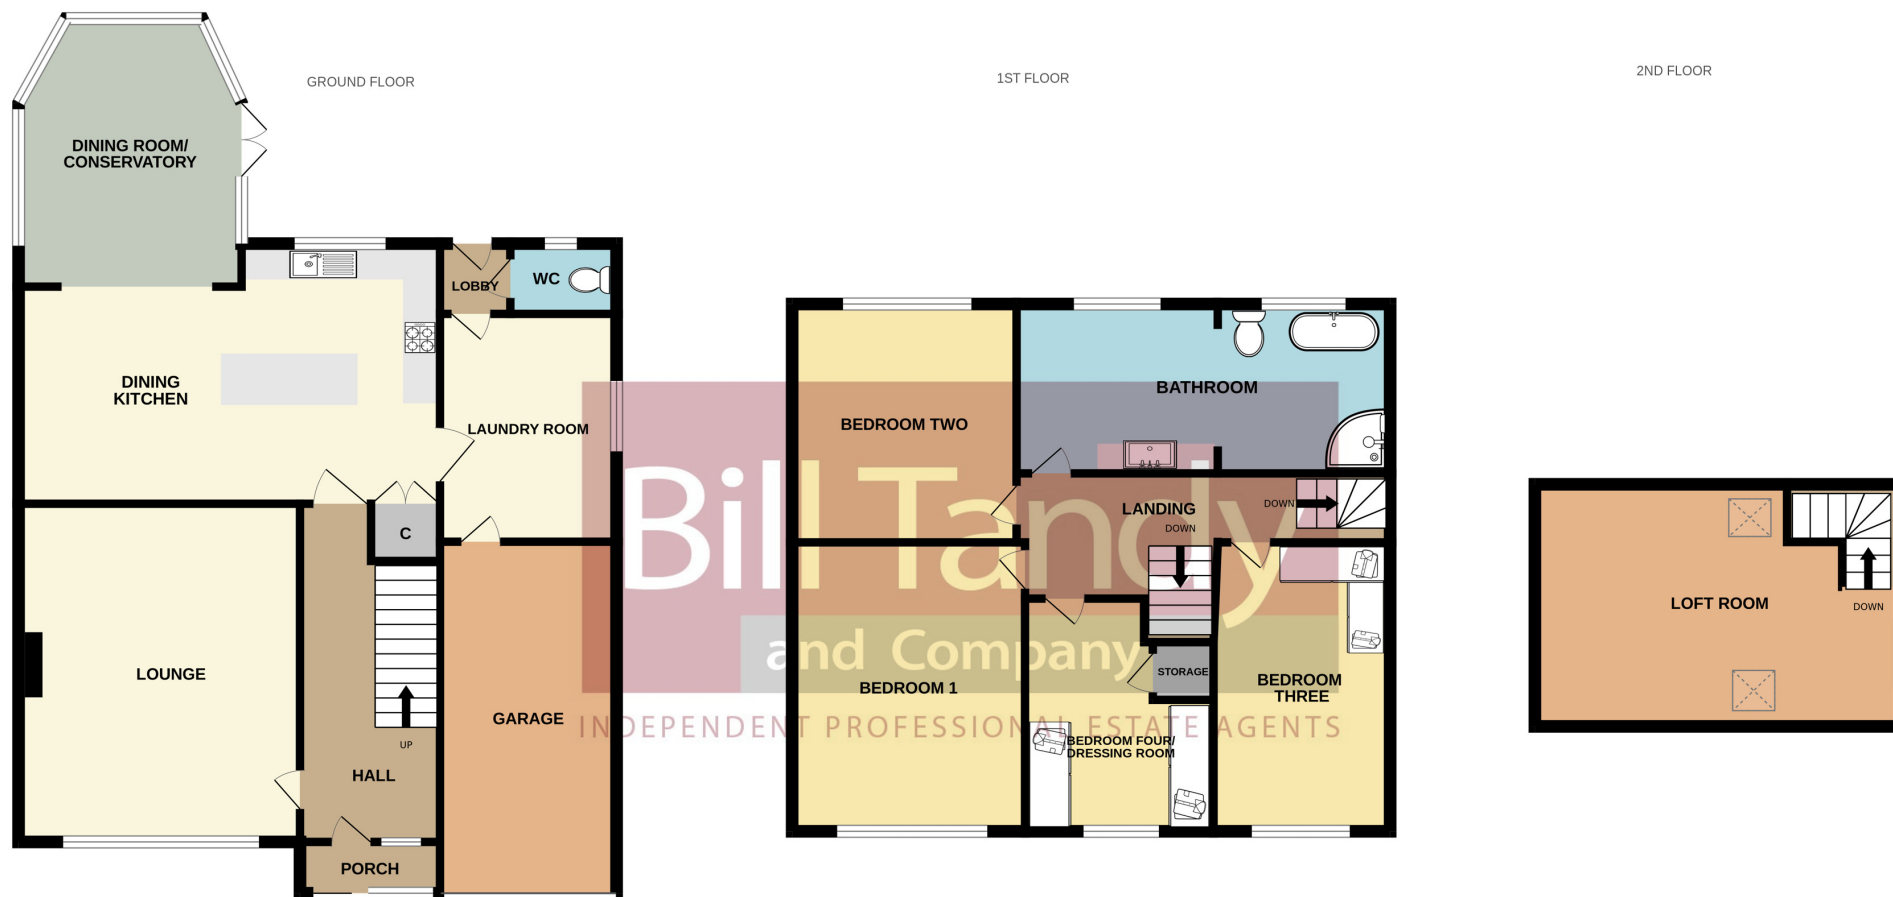 GROUND FLOOR
DINING ROOM/
CONSERVATORY
LOBBY
WC
DINING
KITCHEN
LAUNDRY ROOM
C
LOUNGE
GARAGE
UP
HALL
PORCH
1ST FLOOR
BEDROOM TWO
BATHROOM
LANDING
DOWN
DOWN
BEDROOM 1
STORAGE
BEDROOM
THREE
BEDROOM FOUR/
DRESSING ROOM
Bill Tandy
and Company
INDEPENDENT PROFESSIONAL ESTATE AGENTS
2ND FLOOR
LOFT ROOM
DOWN